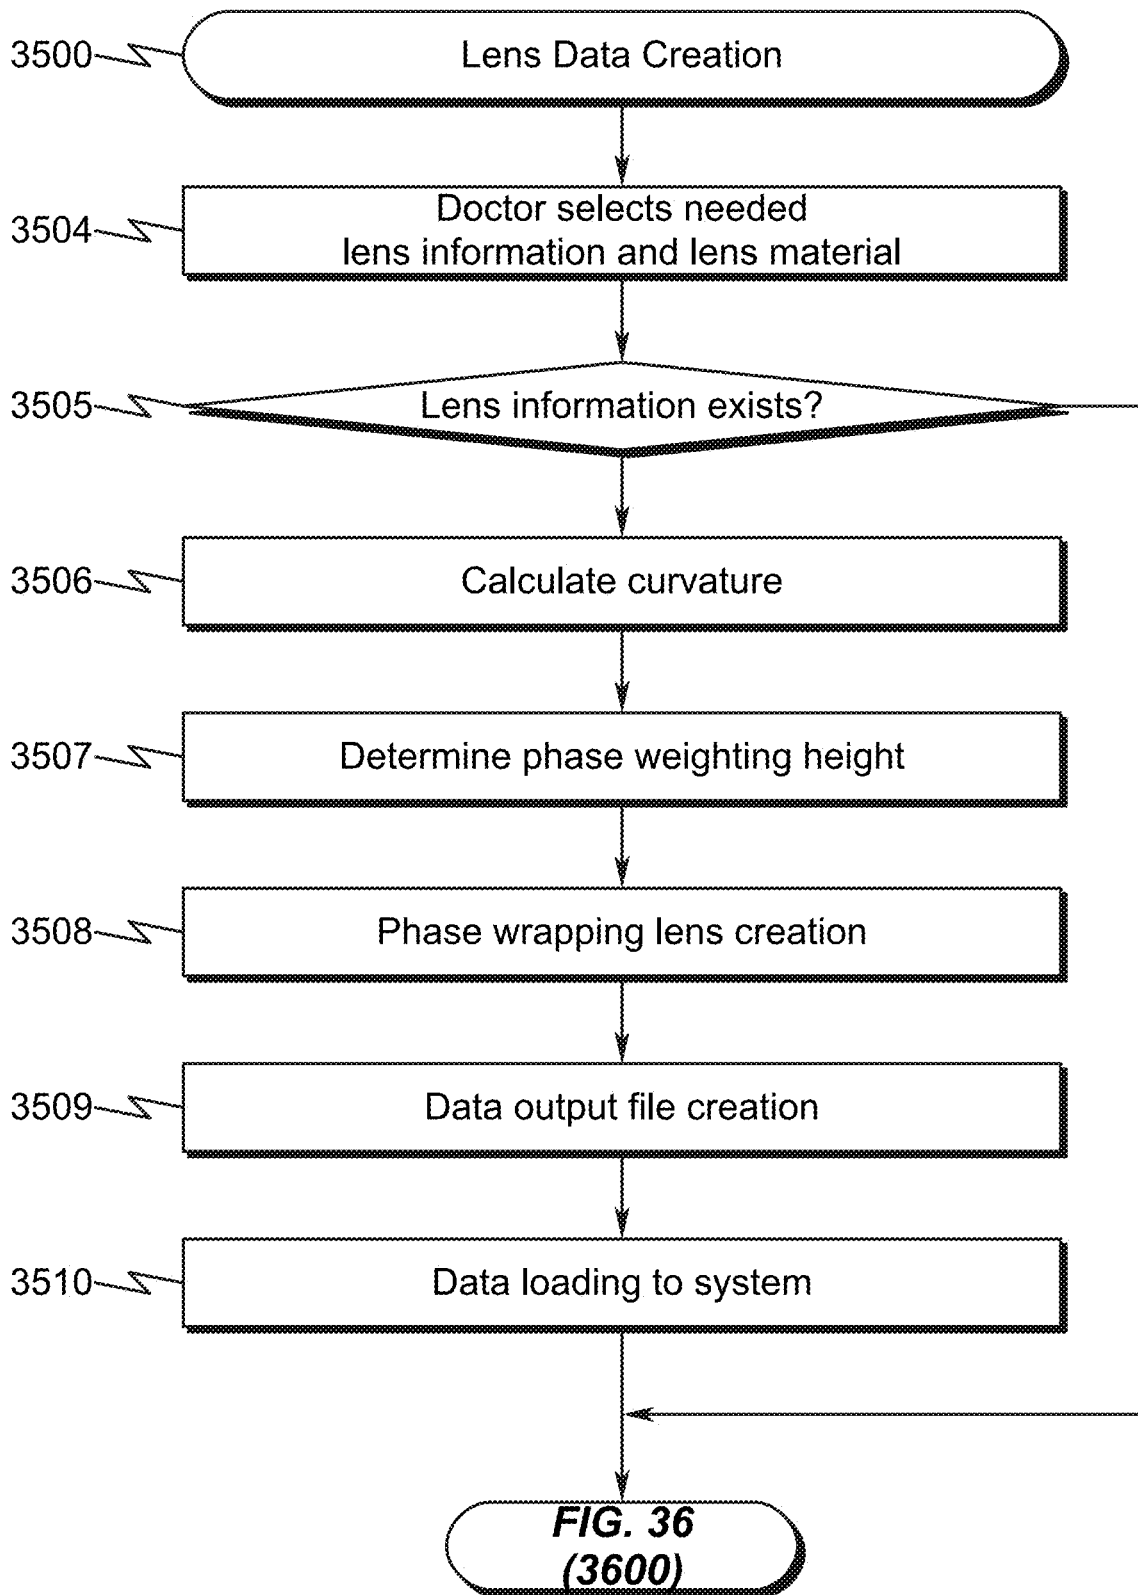 3500
Lens Data Creation
3504
Doctor selects needed
lens information and lens material
3505
Lens information exists?
3506
Calculate curvature
3507
Determine phase weighting height
3508
Phase wrapping lens creation
3509
Data output file creation
3510
Data loading to system
FIG. 36
(3600)